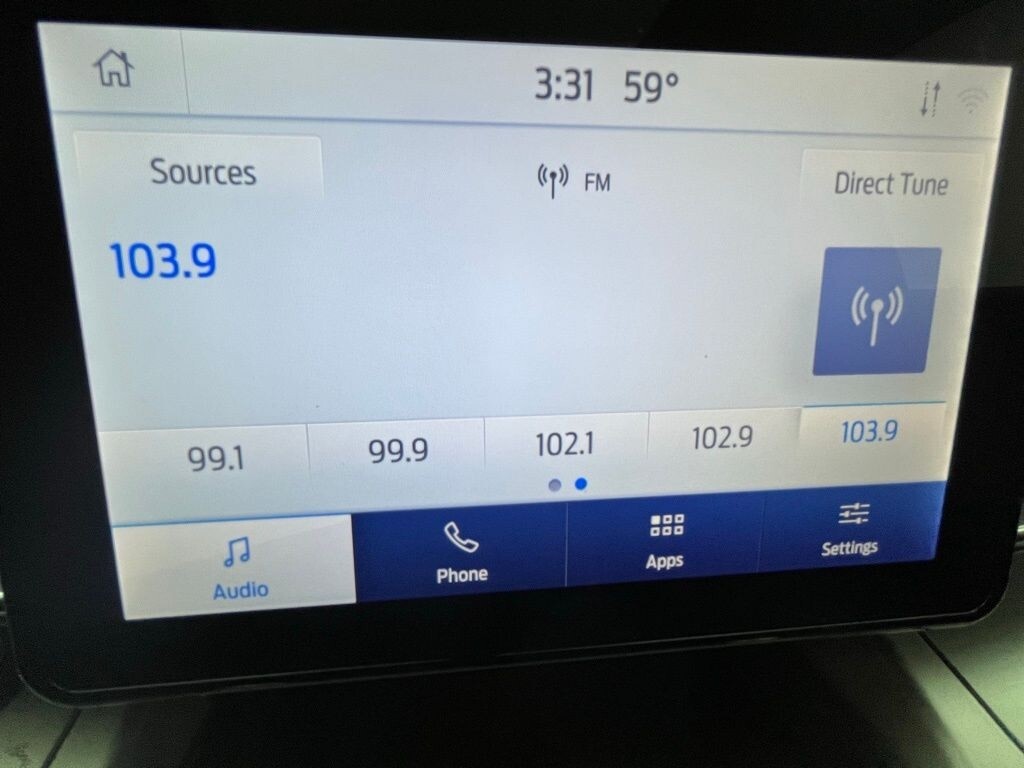 3:31 59°
Sources FM Direct Tune
103.9
99.1 99.9 102.1 102.9 103.9
Audio Phone Apps Settings